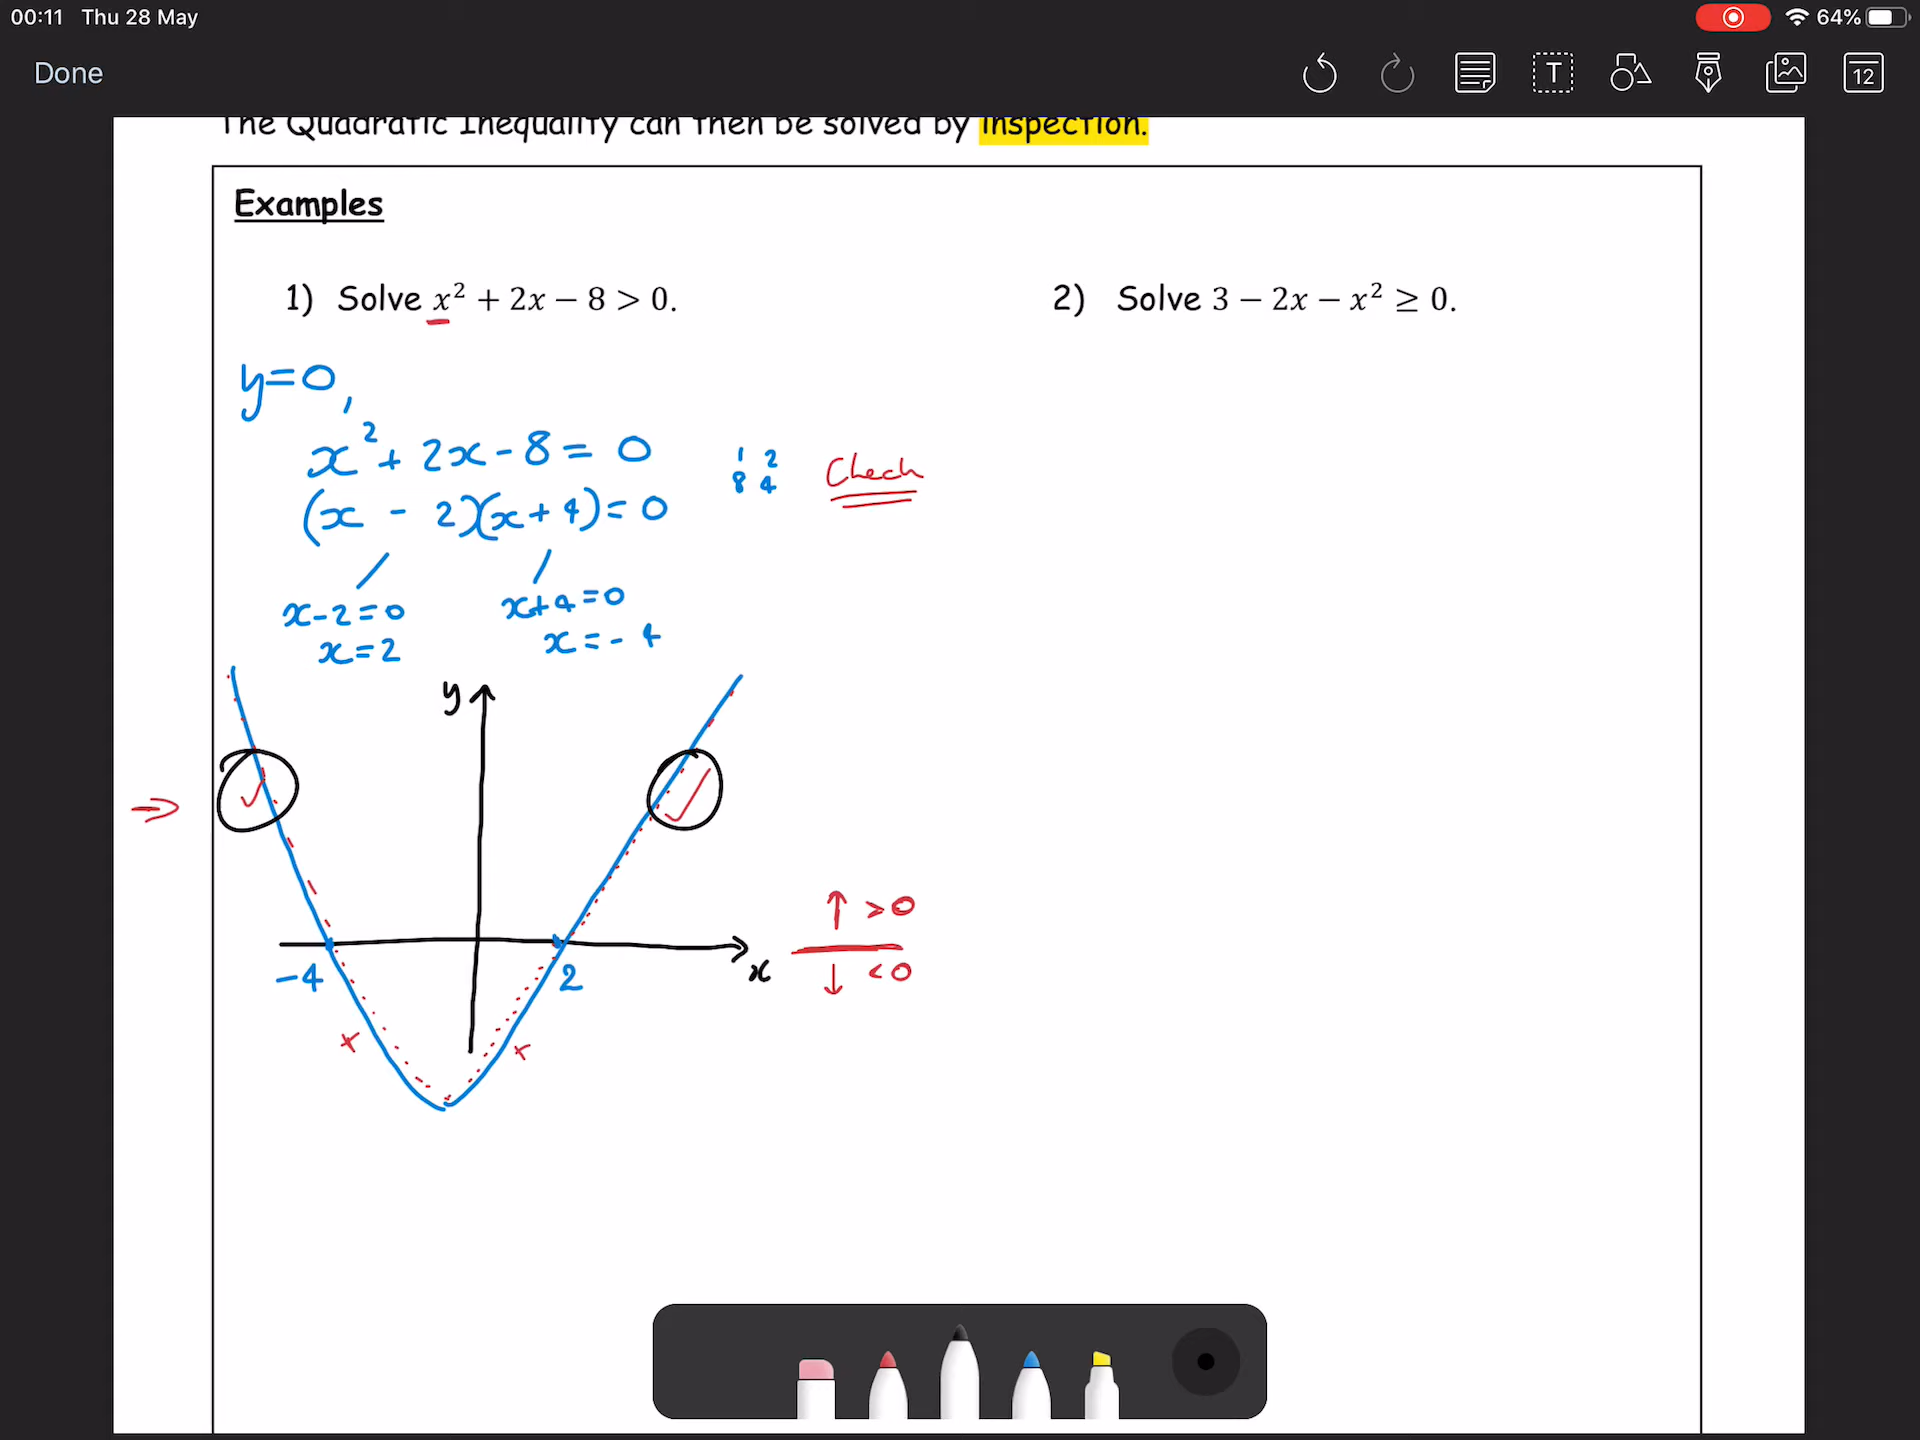 00:11 Thu 28 May
64%
Done
T
12
The Quadratic Inequality can then be solved by inspection.
Examples
1) Solve x² + 2x − 8 > 0.
2) Solve 3 − 2x − x² ≥ 0.
y=0,
x² + 2x - 8 = 0
1 2
8 4
Check
(x - 2)(x + 4) = 0
x-2=0
x+4=0
x=2
x=-4
y
↑ >0
-4
2
x
↓ <0